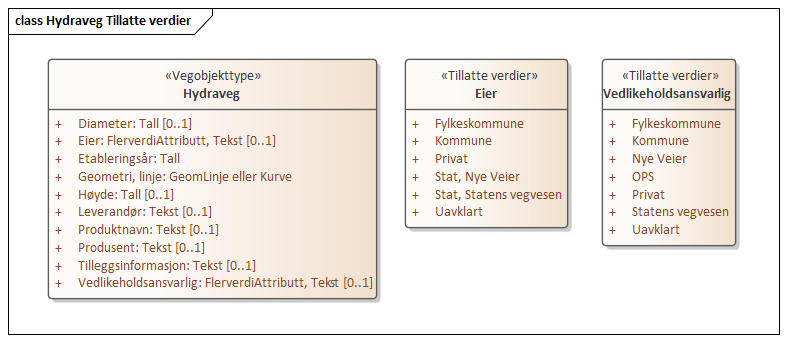 class Hydraveg Tillatte verdier
«Vegobjekttype»
Hydraveg
+ Diameter: Tall [0..1]
+ Eier: FlerverdiAttributt, Tekst [0..1]
+ Etableringsår: Tall
+ Geometri, linje: GeomLinje eller Kurve
+ Høyde: Tall [0..1]
+ Leverandør: Tekst [0..1]
+ Produktnavn: Tekst [0..1]
+ Produsent: Tekst [0..1]
+ Tilleggsinformasjon: Tekst [0..1]
+ Vedlikeholdsansvarlig: FlerverdiAttributt, Tekst [0..1]
«Tillatte verdier»
Eier
+ Fylkeskommune
+ Kommune
+ Privat
+ Stat, Nye Veier
+ Stat, Statens vegvesen
+ Uavklart
«Tillatte verdier»
Vedlikeholdsansvarlig
+ Fylkeskommune
+ Kommune
+ Nye Veier
+ OPS
+ Privat
+ Statens vegvesen
+ Uavklart